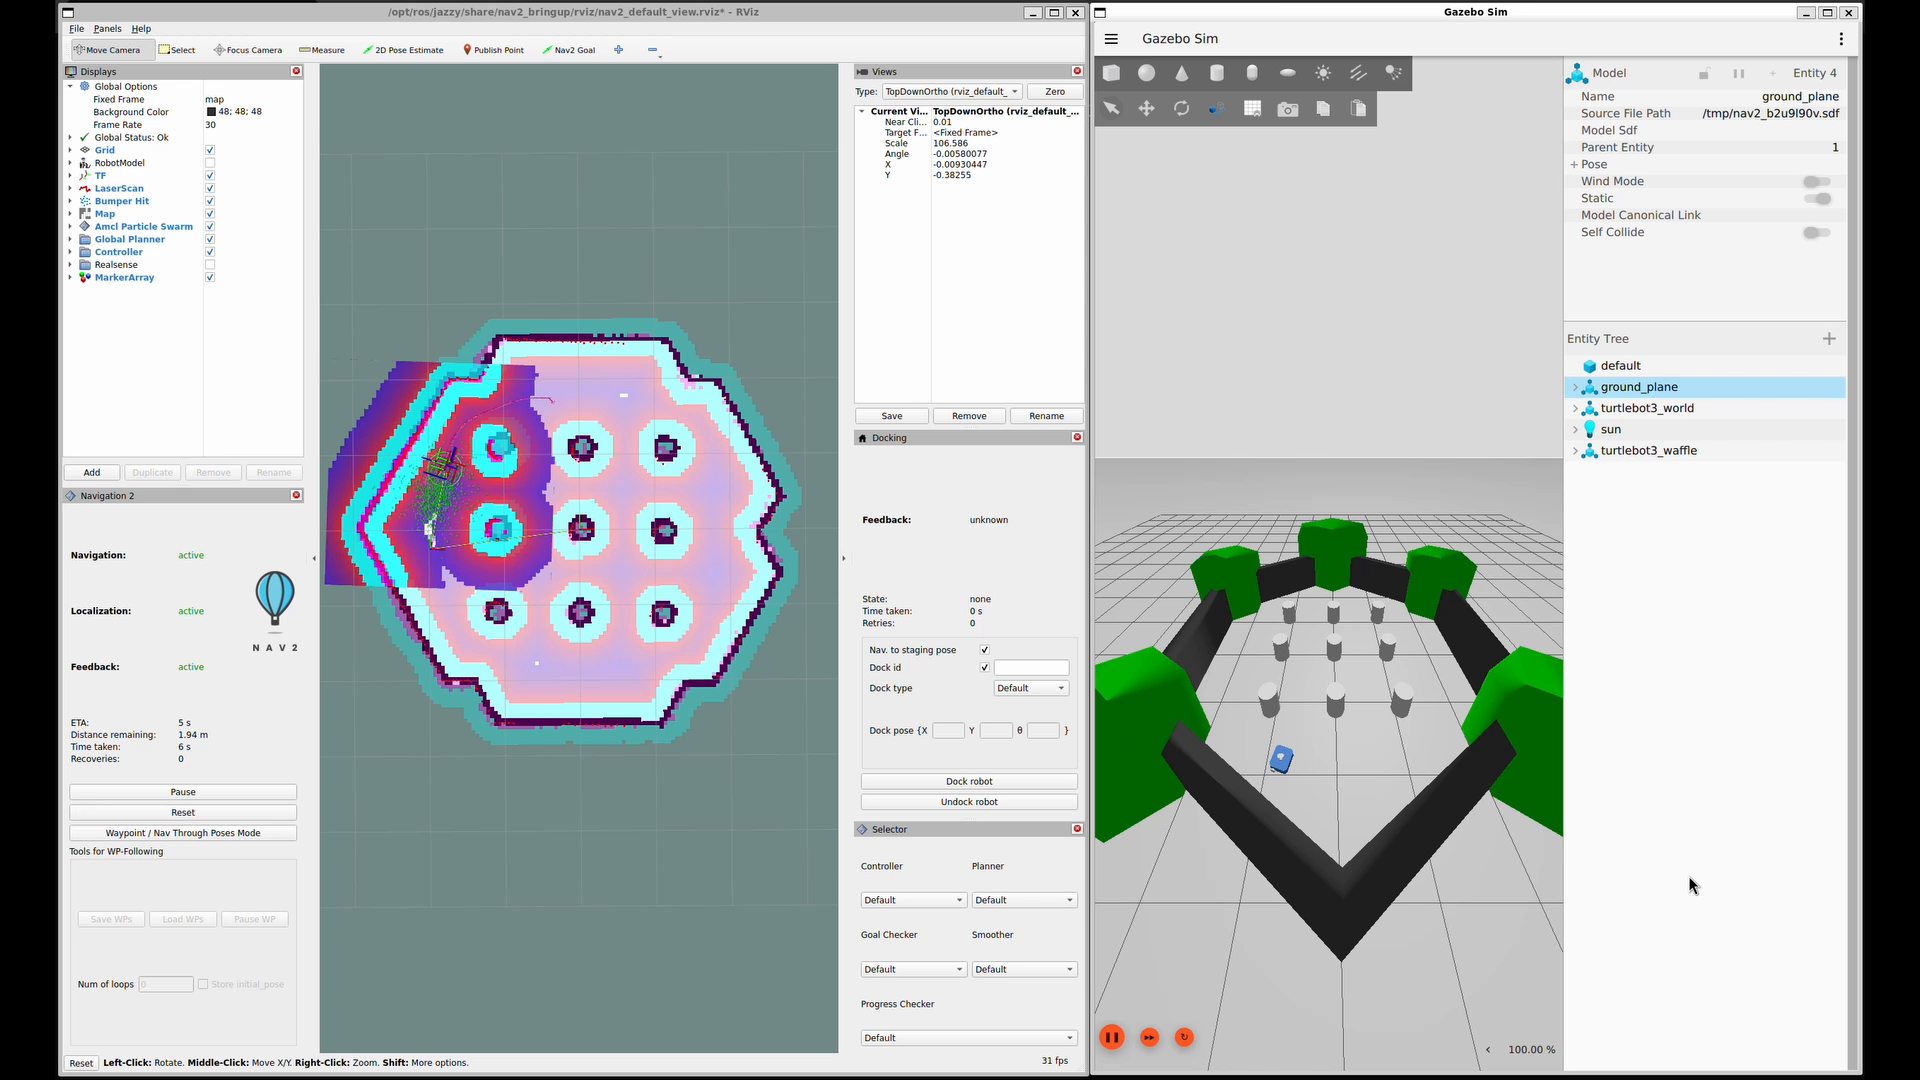 /opt/ros/jazzy/share/nav2_bringup/rviz/nav2_default_view.rviz* - RViz
File Panels Help
Move Camera Select Focus Camera Measure 2D Pose Estimate Publish Point Nav2 Goal
Displays
Global Options
Fixed Frame map
Background Color 48; 48; 48
Frame Rate 30
Global Status: Ok
Grid
RobotModel
TF
LaserScan
Bumper Hit
Map
Amcl Particle Swarm
Global Planner
Controller
Realsense
MarkerArray
Add Duplicate Remove Rename
Navigation 2
Navigation: active
Localization: active
NAV2
Feedback: active
ETA: 5 s
Distance remaining: 1.94 m
Time taken: 6 s
Recoveries: 0
Pause
Reset
Waypoint / Nav Through Poses Mode
Tools for WP-Following
Save WPs Load WPs Pause WP
Num of loops 0 Store initial_pose
Reset Left-Click: Rotate. Middle-Click: Move X/Y. Right-Click: Zoom. Shift: More options. 31 fps
Views
Type: TopDownOrtho (rviz_default_ Zero
Current Vi... TopDownOrtho (rviz_default_...
Near Cli... 0.01
Target F... <Fixed Frame>
Scale 106.586
Angle -0.00580077
X -0.00930447
Y -0.38255
Save Remove Rename
Docking
Feedback: unknown
State: none
Time taken: 0 s
Retries: 0
Nav. to staging pose
Dock id
Dock type Default
Dock pose {X Y θ }
Dock robot
Undock robot
Selector
Controller Planner
Default Default
Goal Checker Smoother
Default Default
Progress Checker
Default
Gazebo Sim
Gazebo Sim
Model Entity 4
Name ground_plane
Source File Path /tmp/nav2_b2u9l90v.sdf
Model Sdf
Parent Entity 1
Pose
Wind Mode
Static
Model Canonical Link
Self Collide
Entity Tree
default
ground_plane
turtlebot3_world
sun
turtlebot3_waffle
100.00 %